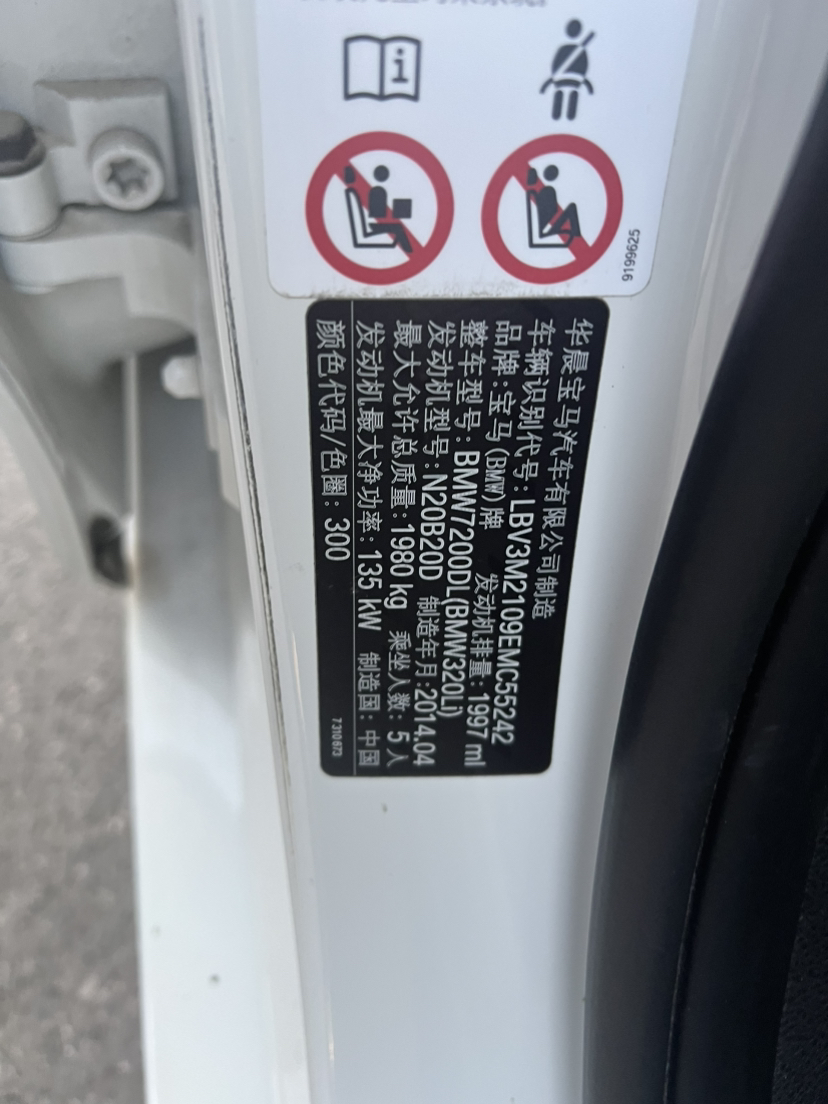 9199625
华晨宝马汽车有限公司制造
车辆识别代号:LBV3M2109EMC55242
品牌:宝马(BMW)牌 发动机排量:1997 ml
整车型号:BMW7200DL(BMW320Li)
发动机型号:N20B20D 制造年月:2014.04
最大允许总质量:1980 kg 乘坐人数:5人
发动机最大净功率:135 kW 制造国:中国
颜色代码/色圈:300
7310673